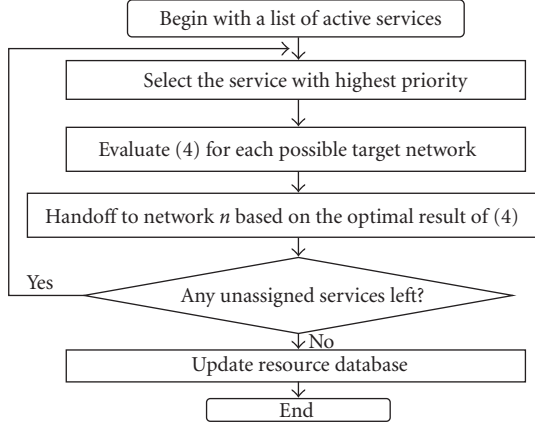 Begin with a list of active services
Select the service with highest priority
Evaluate (4) for each possible target network
Handoff to network n based on the optimal result of (4)
Yes
Any unassigned services left?
No
Update resource database
End